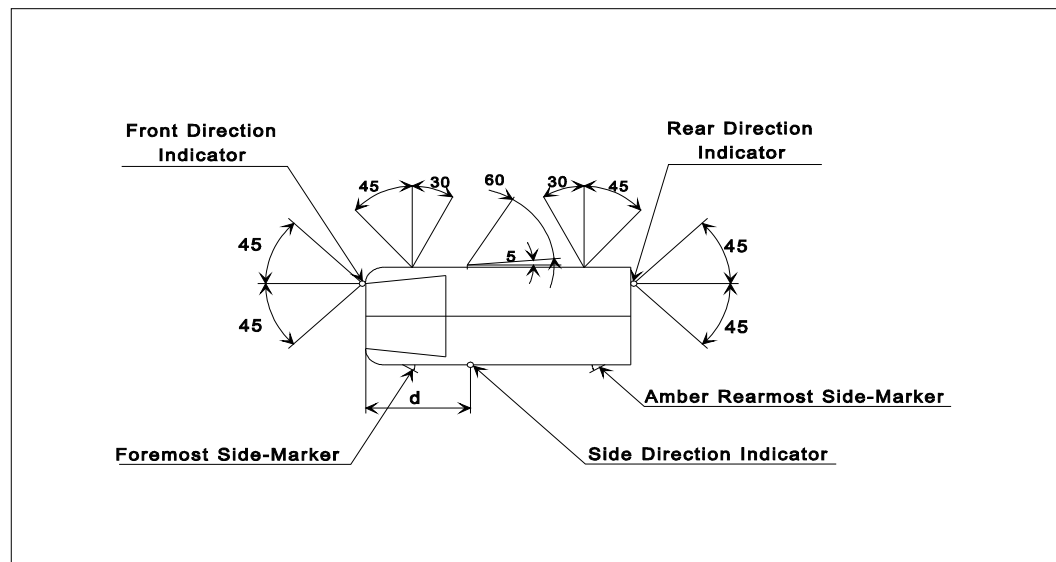 Front Direction
Indicator
Rear Direction
Indicator
45
30
60
30
45
45
5
45
45
45
d
Amber Rearmost Side-Marker
Foremost Side-Marker
Side Direction Indicator